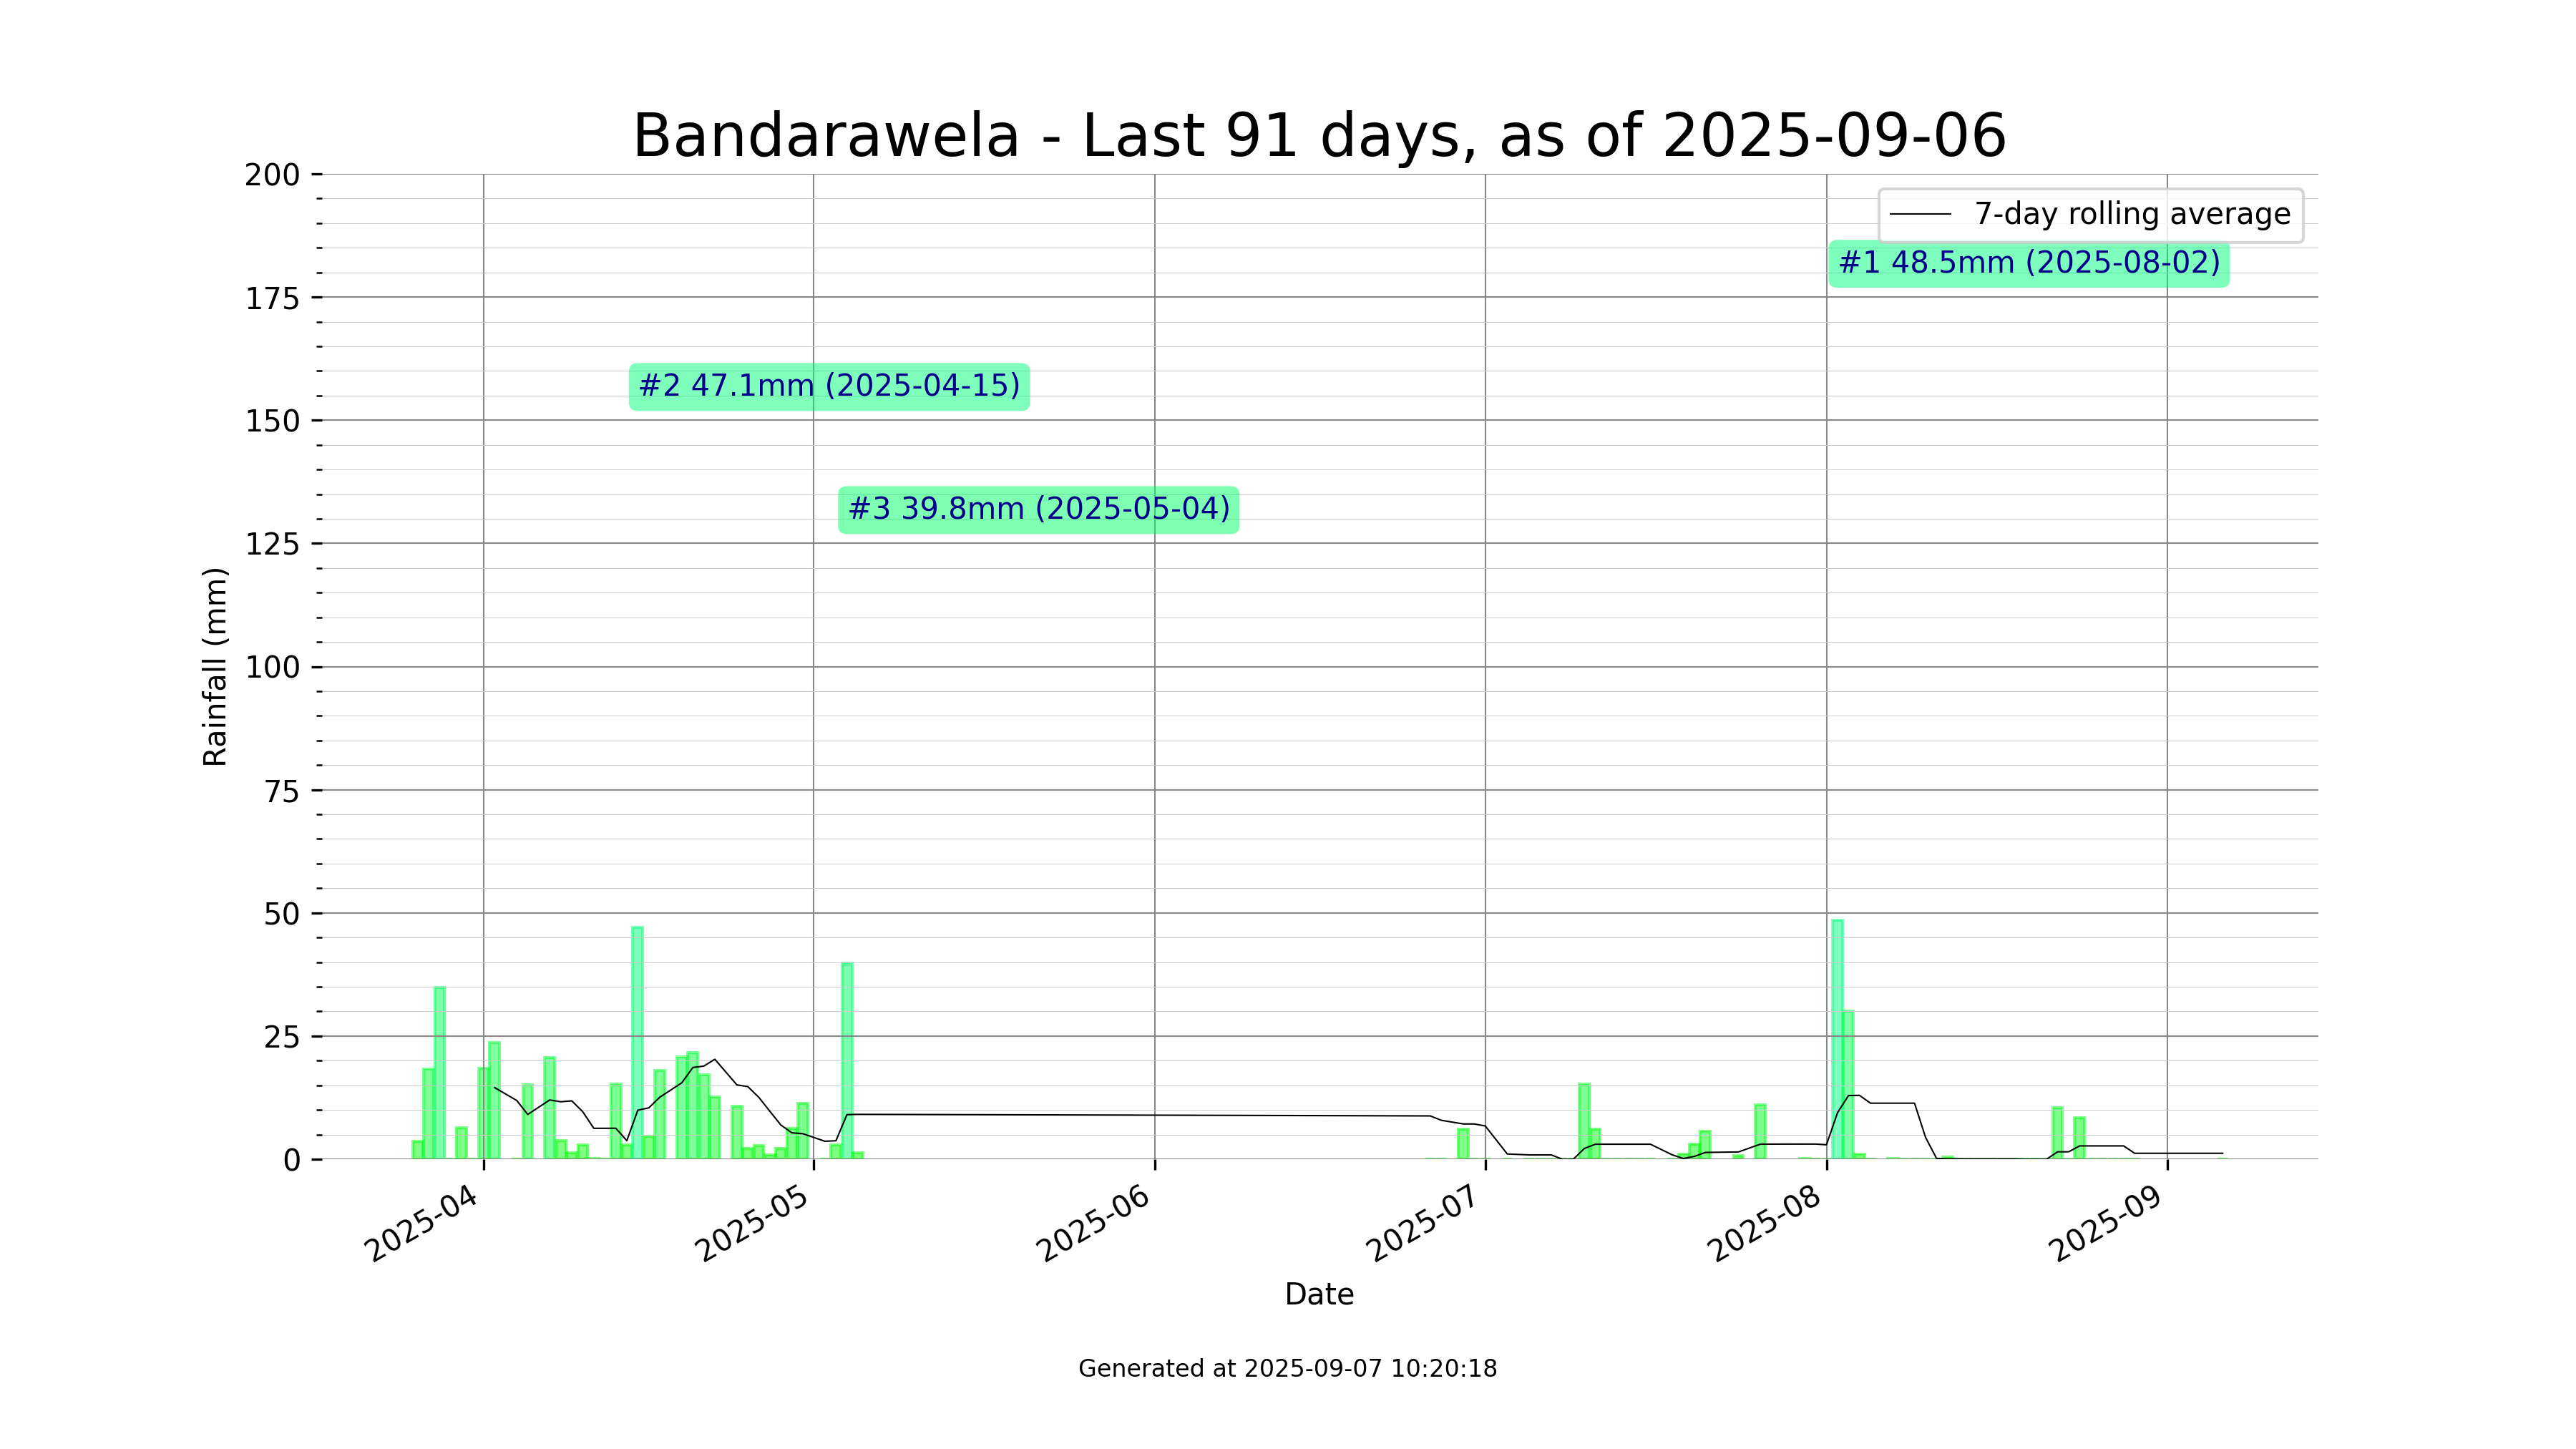 Bandarawela - Last 91 days, as of 2025-09-06
200
175
150
125
100
75
50
25
0
Rainfall (mm)
7-day rolling average
#1 48.5mm (2025-08-02)
#2 47.1mm (2025-04-15)
#3 39.8mm (2025-05-04)
2025-04
2025-05
2025-06
2025-07
2025-08
2025-09
Date
Generated at 2025-09-07 10:20:18